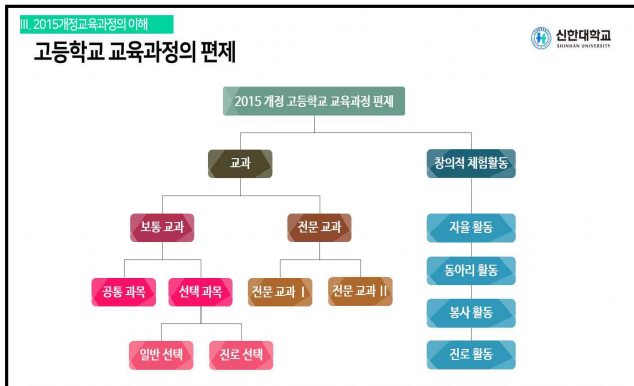 III. 2015개정교육과정의 이해
고등학교 교육과정의 편제
신한대학교
SHINHAN UNIVERSITY
2015 개정 고등학교 교육과정 편제
교과
창의적 체험활동
보통 교과
전문 교과
자율 활동
공통 과목
선택 과목
전문 교과 I
전문 교과 II
동아리 활동
봉사 활동
일반 선택
진로 선택
진로 활동